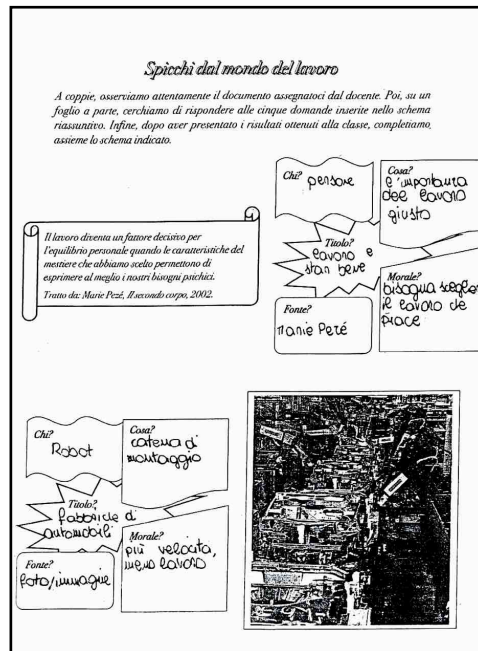 Spicchi dal mondo del lavoro
A coppie, osserviamo attentamente il documento assegnatoci dal docente. Poi, su un
foglio a parte, cerchiamo di rispondere alle cinque domande inserite nello schema
riassuntivo. Infine, dopo aver presentato i risultati ottenuti alla classe, completiamo
assieme lo schema indicato.
Il lavoro diventa un fattore decisivo per
l'equilibrio personale quando le caratteristiche del
mestiere che abbiamo scelto permettono di
esprimere al meglio i nostri bisogni psichici.
Tratto da: Marie Pezé, Il secondo corpo, 2002.
Chi?
persone
Cosa?
l'importanza
del lavoro
giusto
Titolo?
lavoro e
star bene
Fonte?
Marie Pezé
Morale?
bisogna sceglier
il lavoro che
piace
Chi?
Robot
Cosa?
catena di
montaggio
Titolo?
fabbriche di
automobili
Fonte?
foto/immagine
Morale?
più velocità,
meno lavoro